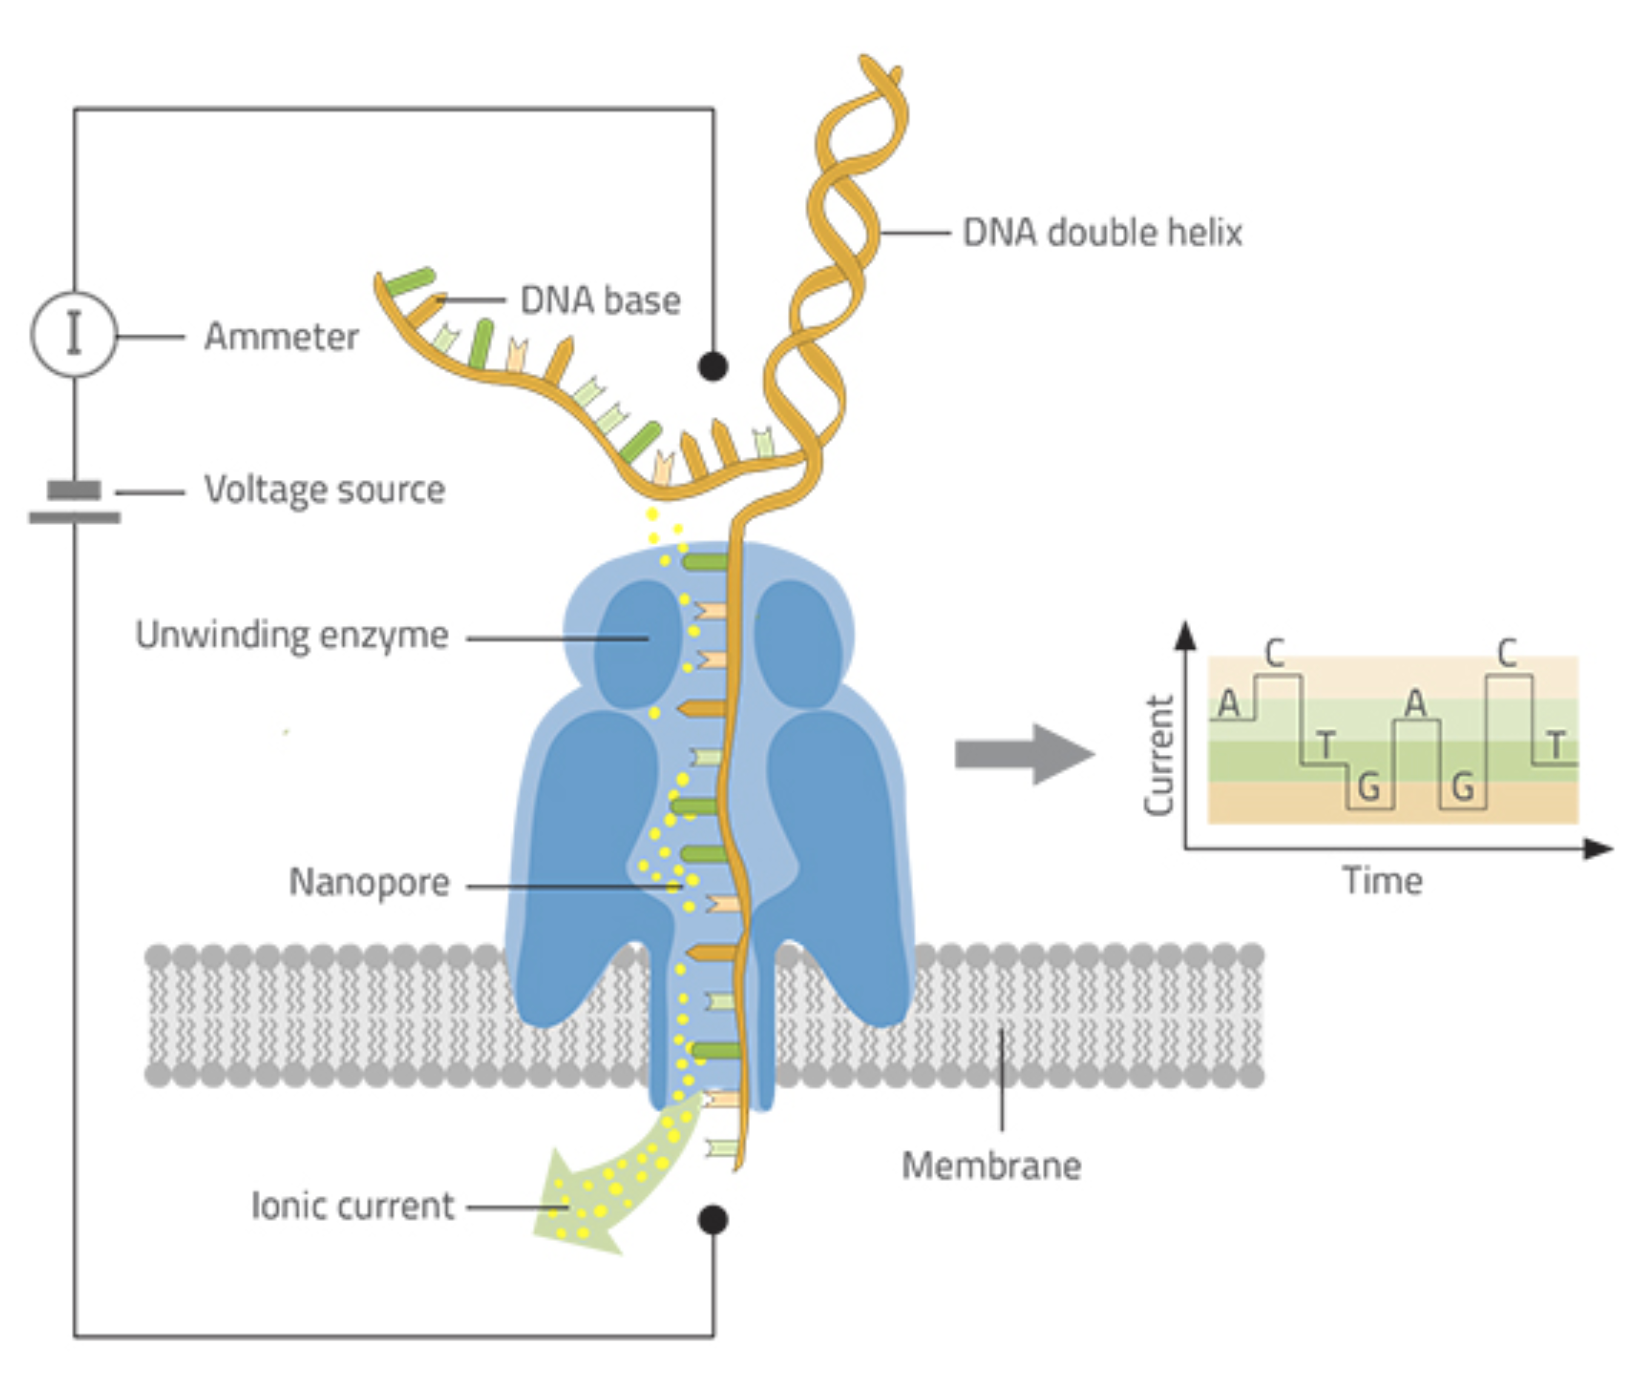 DNA double helix
DNA base
I
Ammeter
Voltage source
Unwinding enzyme
Nanopore
Membrane
Ionic current
Current
A
C
T
G
A
G
C
T
Time